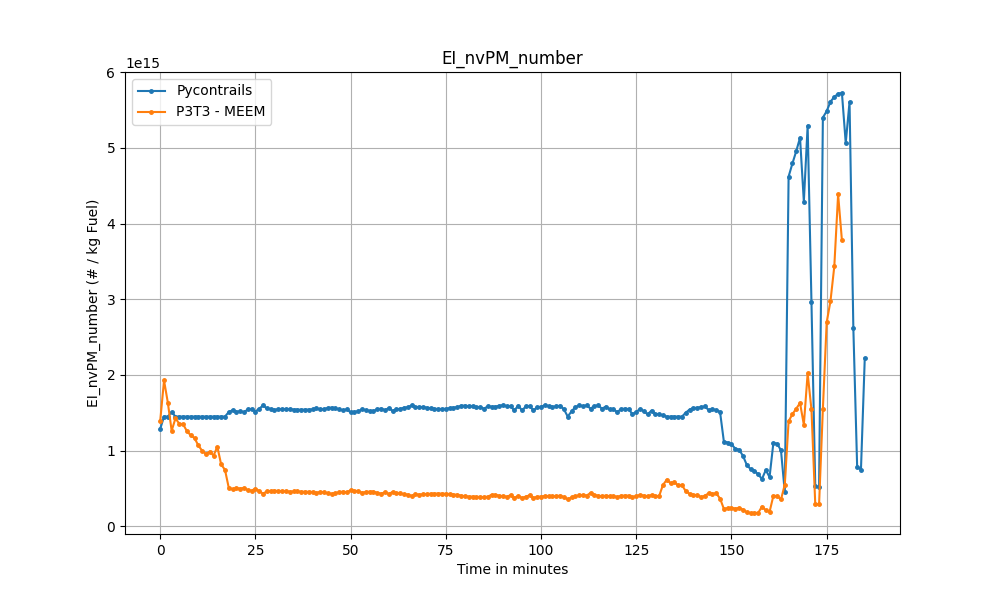 EI_nvPM_number
1e15
Pycontrails
P3T3 - MEEM
EI_nvPM_number (# / kg Fuel)
6
5
4
3
2
1
0
0 25 50 75 100 125 150 175
Time in minutes